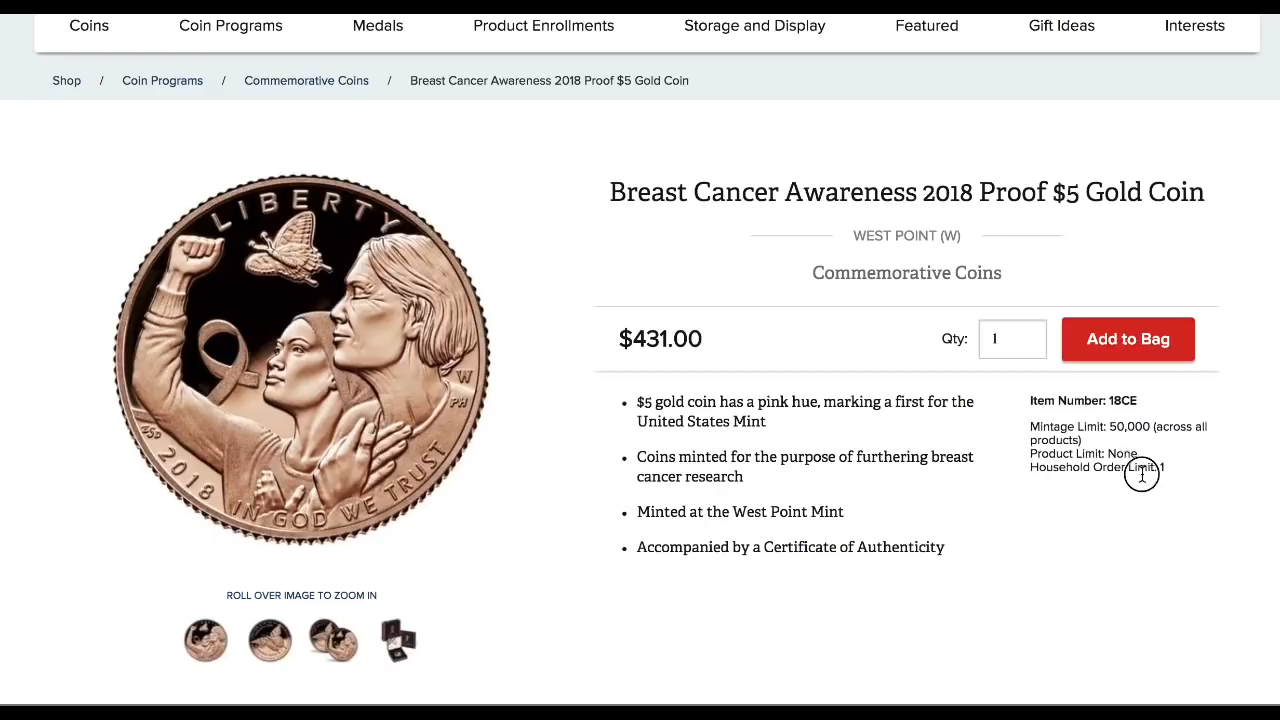 Coins Coin Programs Medals Product Enrollments Storage and Display Featured Gift Ideas Interests
Shop / Coin Programs / Commemorative Coins / Breast Cancer Awareness 2018 Proof $5 Gold Coin
LIBERTY
W
PH
ZSD
2018
IN GOD WE TRUST
ROLL OVER IMAGE TO ZOOM IN
Breast Cancer Awareness 2018 Proof $5 Gold Coin
WEST POINT (W)
Commemorative Coins
$431.00
Qty: 1 Add to Bag
• $5 gold coin has a pink hue, marking a first for the
United States Mint
• Coins minted for the purpose of furthering breast
cancer research
• Minted at the West Point Mint
• Accompanied by a Certificate of Authenticity
Item Number: 18CE
Mintage Limit: 50,000 (across all
products)
Product Limit: None
Household Order Limit: 1